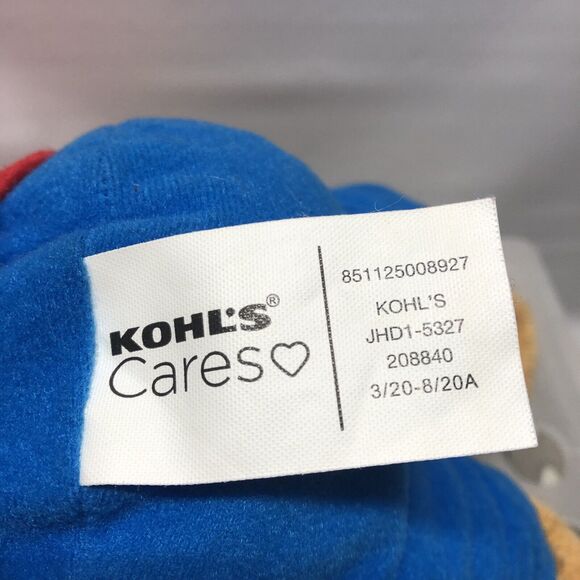 KOHL'S®
Cares♡
851125008927
KOHL'S
JHD1-5327
208840
3/20-8/20A